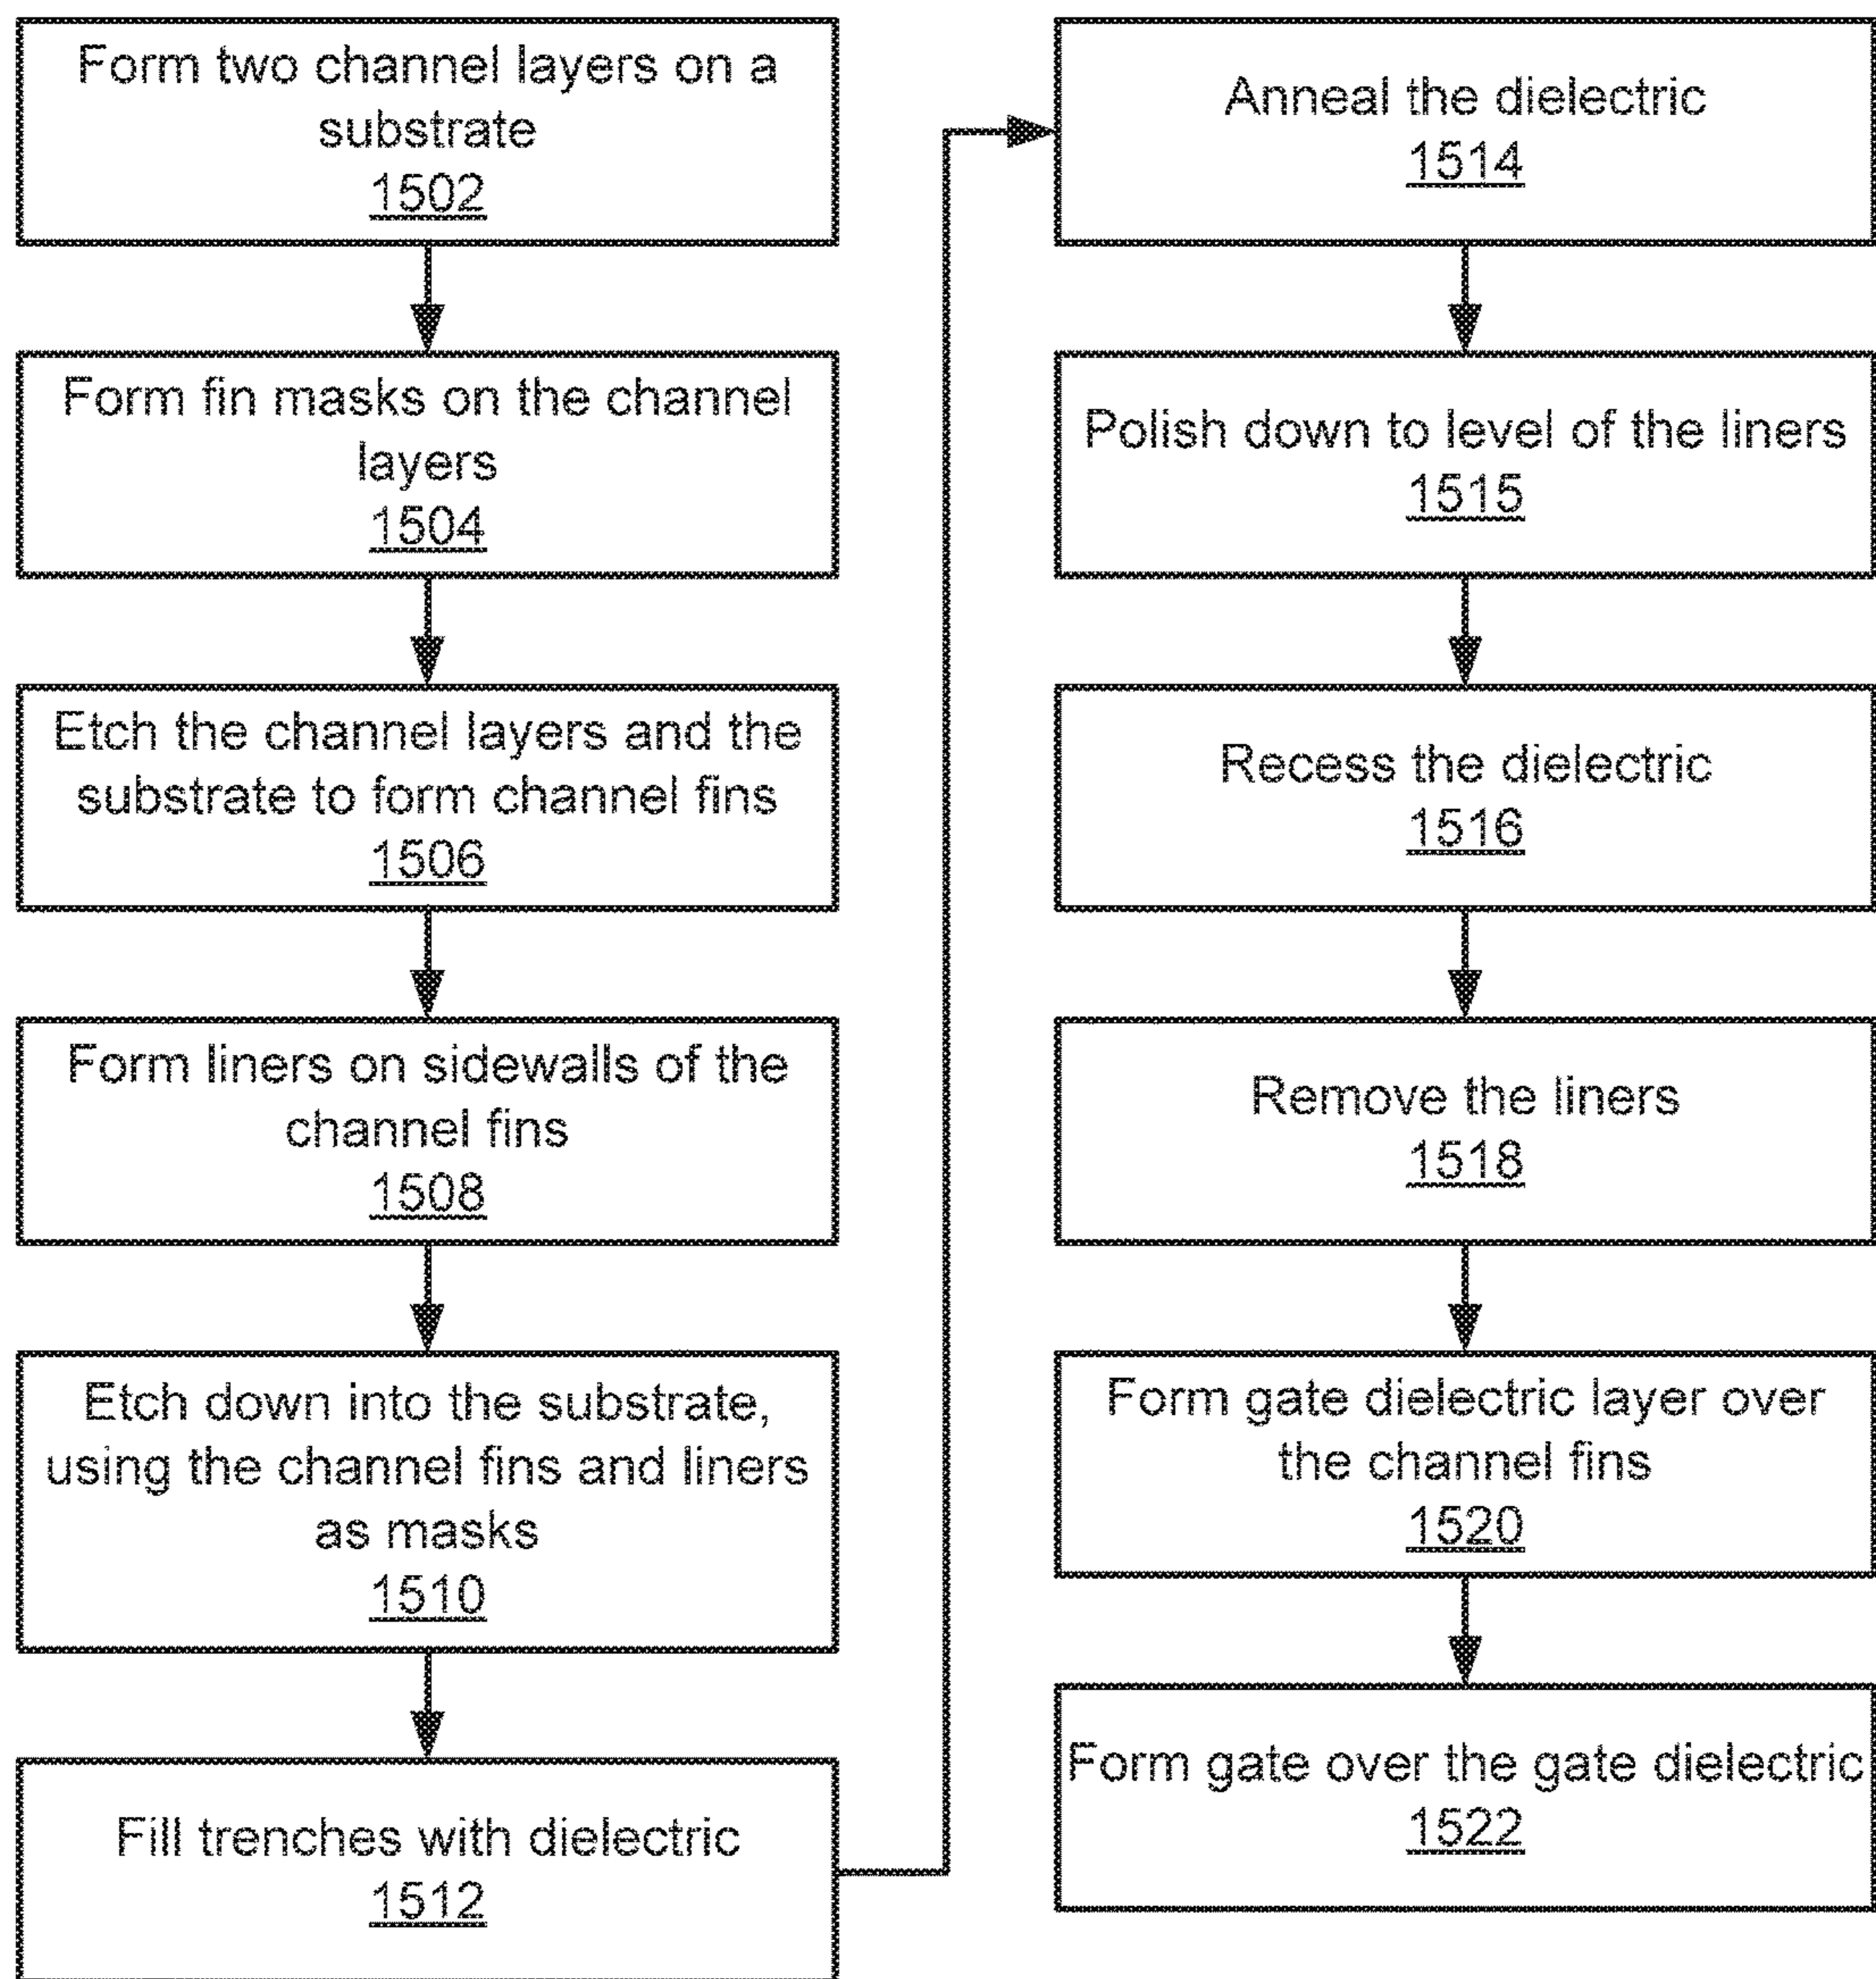 Form two channel layers on a
substrate
1502
Form fin masks on the channel
layers
1504
Etch the channel layers and the
substrate to form channel fins
1506
Form liners on sidewalls of the
channel fins
1508
Etch down into the substrate,
using the channel fins and liners
as masks
1510
Fill trenches with dielectric
1512
Anneal the dielectric
1514
Polish down to level of the liners
1515
Recess the dielectric
1516
Remove the liners
1518
Form gate dielectric layer over
the channel fins
1520
Form gate over the gate dielectric
1522